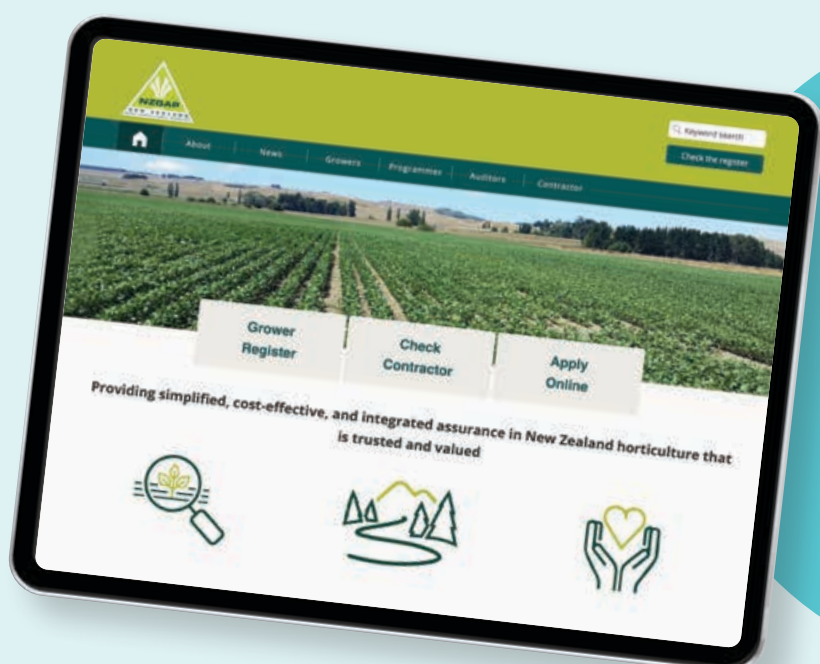 NZGAP
NEW ZEALAND
Keyword search
Check the register
About
News
Growers
Programmer
Auditors
Contractor
Grower
Register
Check
Contractor
Apply
Online
Providing simplified, cost-effective, and integrated assurance in New Zealand horticulture that
is trusted and valued